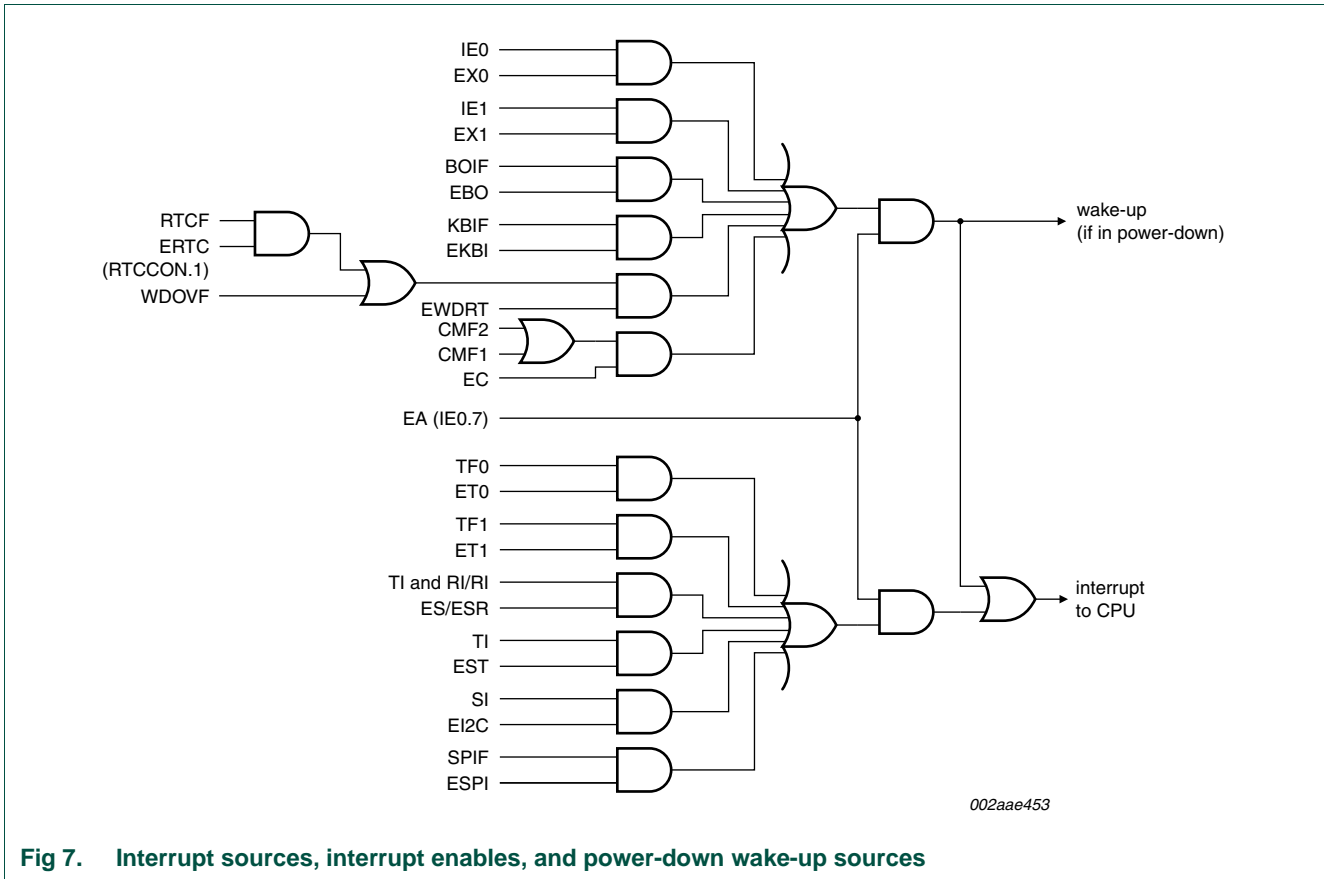 IE0
EX0
IE1
EX1
BOIF
EBO
KBIF
EKBI
RTCF
ERTC
(RTCCON.1)
WDOVF
EWDRT
CMF2
CMF1
EC
EA (IE0.7)
TF0
ET0
TF1
ET1
TI and RI/RI
ES/ESR
TI
EST
SI
EI2C
SPIF
ESPI
wake-up
(if in power-down)
interrupt
to CPU
002aae453
Fig 7. Interrupt sources, interrupt enables, and power-down wake-up sources